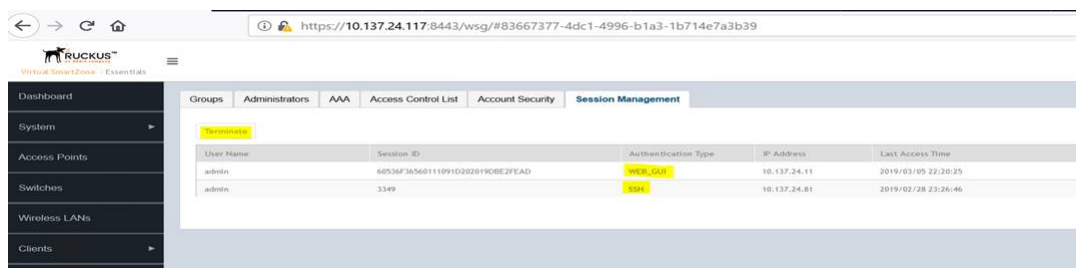 https://10.137.24.117:8443/wsg/#83667377-4dc1-4996-b1a3-1b714e7a3b39
RUCKUS™
Virtual SmartZone - Essentials
Dashboard
Groups Administrators AAA Access Control List Account Security Session Management
System
Terminate
User Name Session ID Authentication Type IP Address Last Access Time
Access Points
admin 60536F36560111091D202019DBE2FEAD WEB_GUI 10.137.24.11 2019/03/05 22:20:25
Switches
admin 3349 SSH 10.137.24.81 2019/02/28 23:26:46
Wireless LANs
Clients